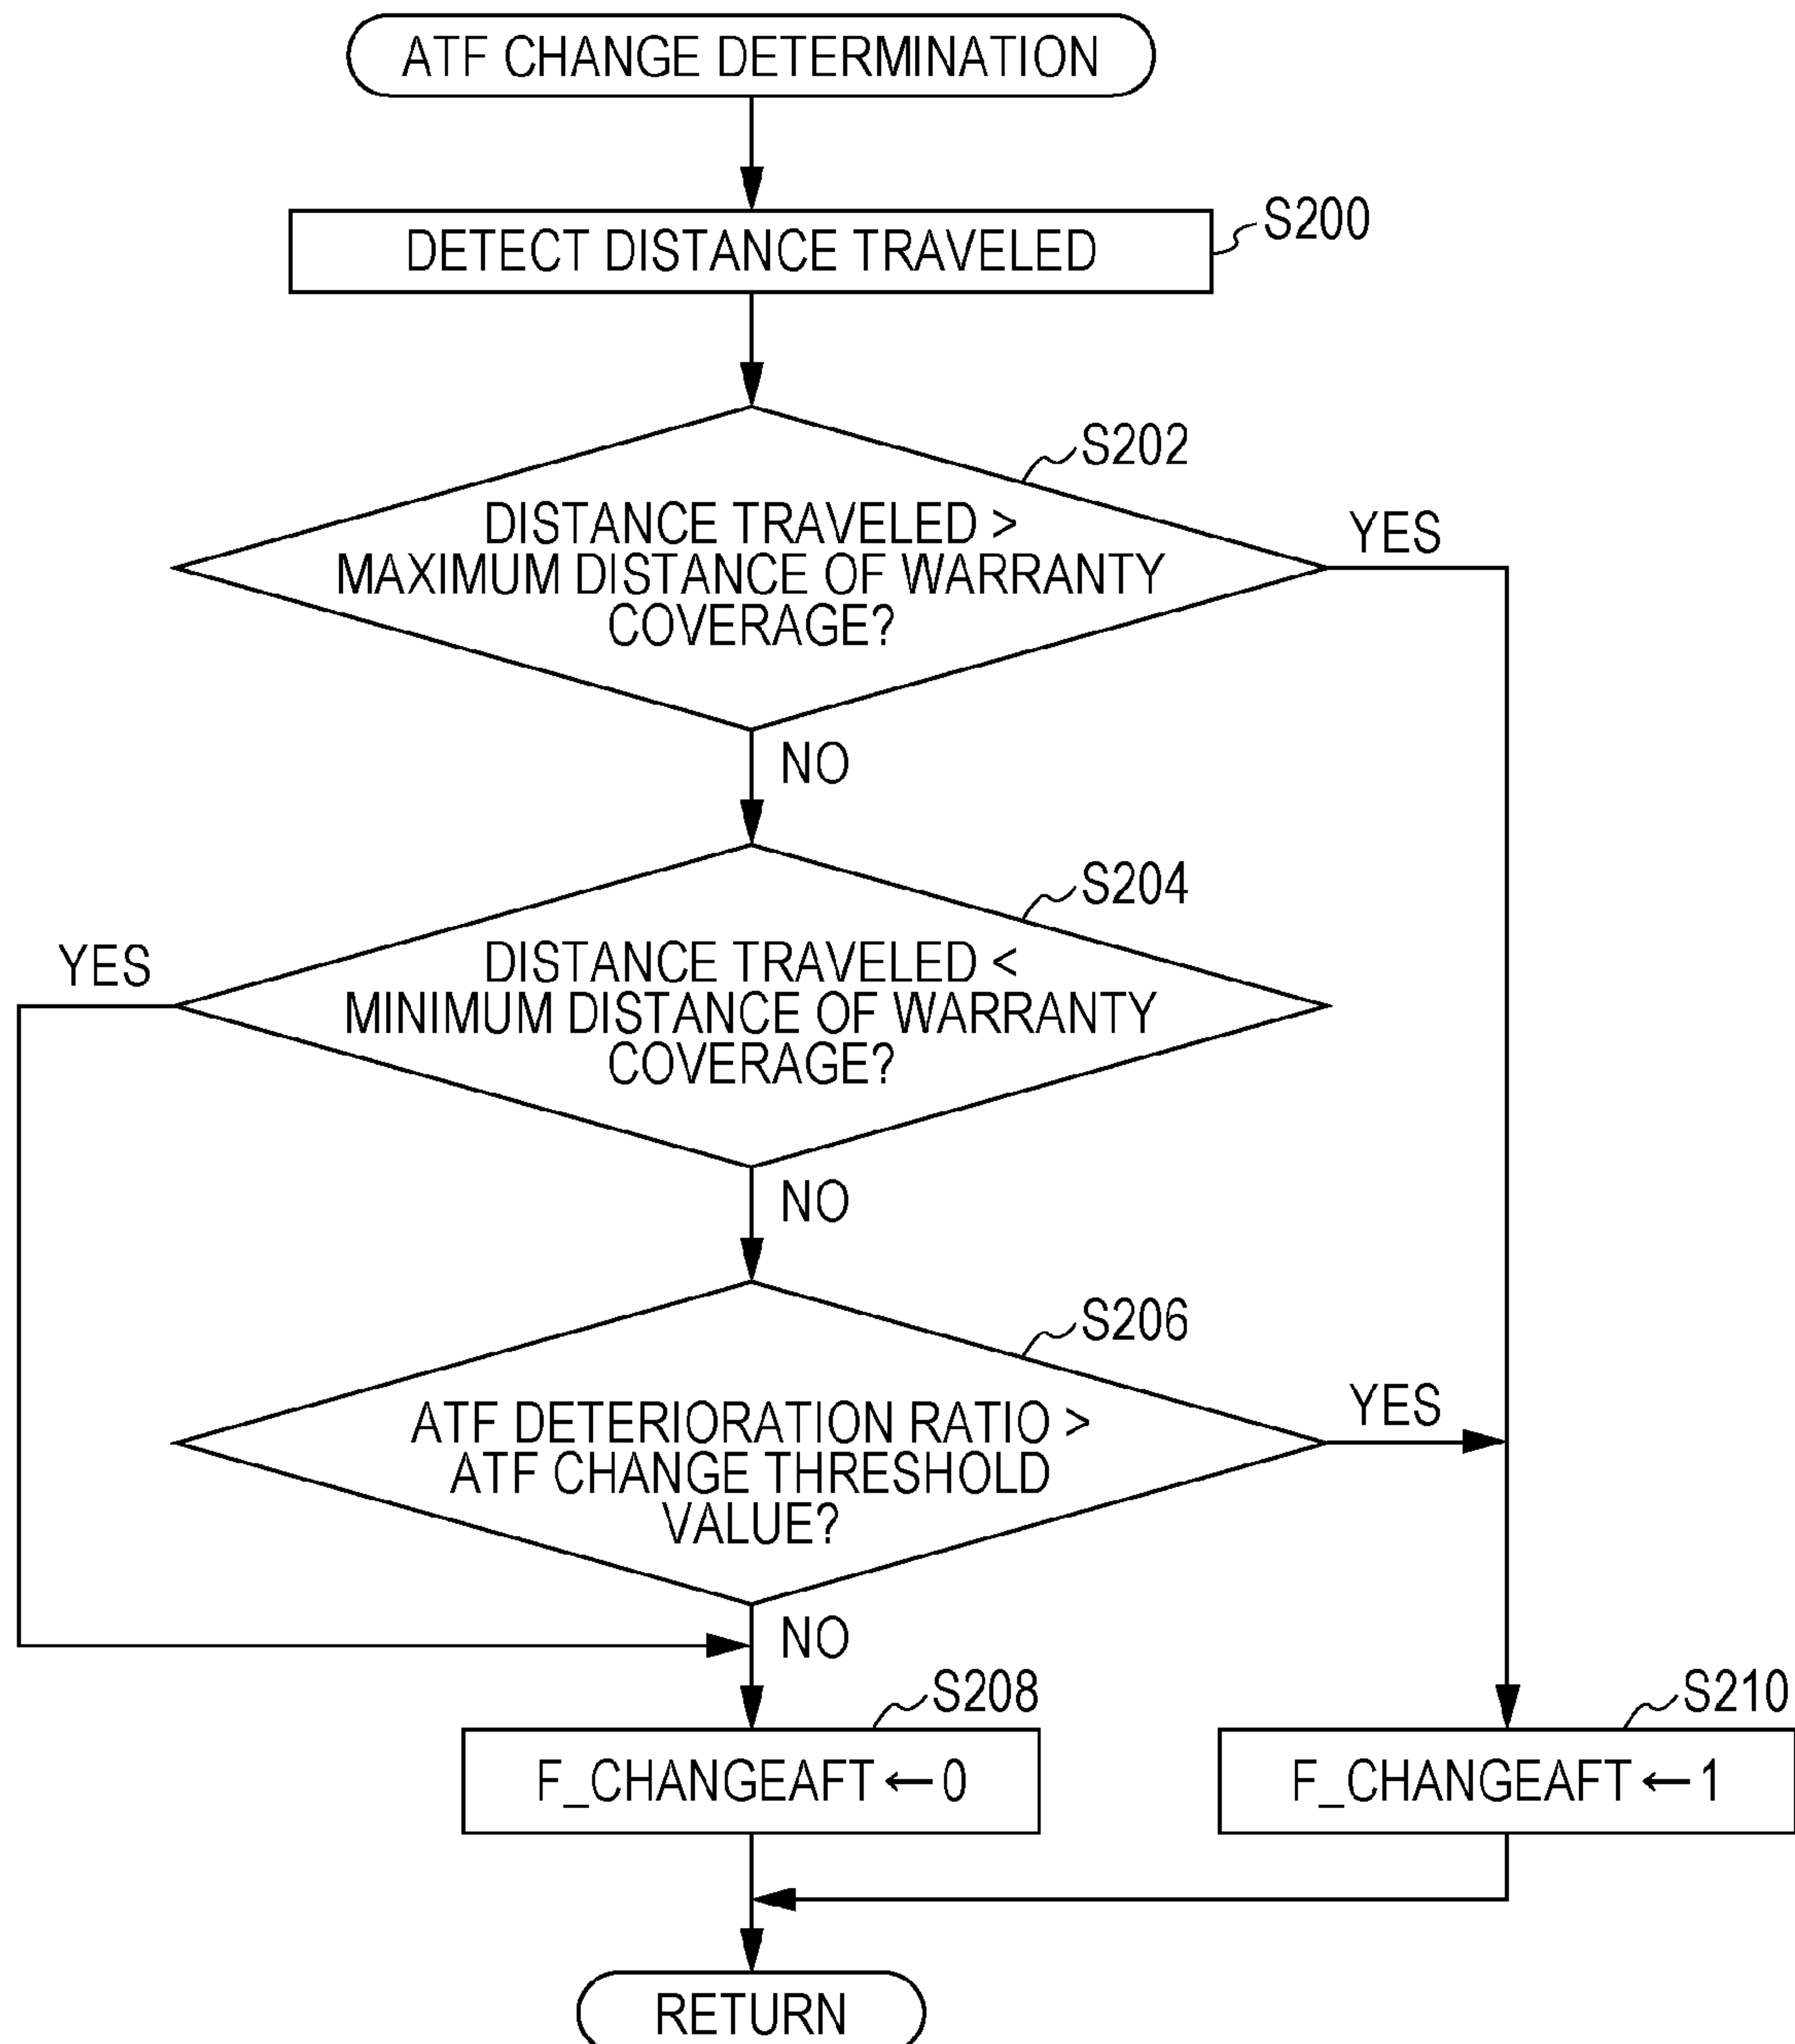 ATF CHANGE DETERMINATION
DETECT DISTANCE TRAVELED
S200
S202
DISTANCE TRAVELED >
MAXIMUM DISTANCE OF WARRANTY
COVERAGE?
YES
NO
S204
DISTANCE TRAVELED <
MINIMUM DISTANCE OF WARRANTY
COVERAGE?
YES
NO
S206
ATF DETERIORATION RATIO >
ATF CHANGE THRESHOLD
VALUE?
YES
NO
S208
F_CHANGEAFT ← 0
S210
F_CHANGEAFT ← 1
RETURN